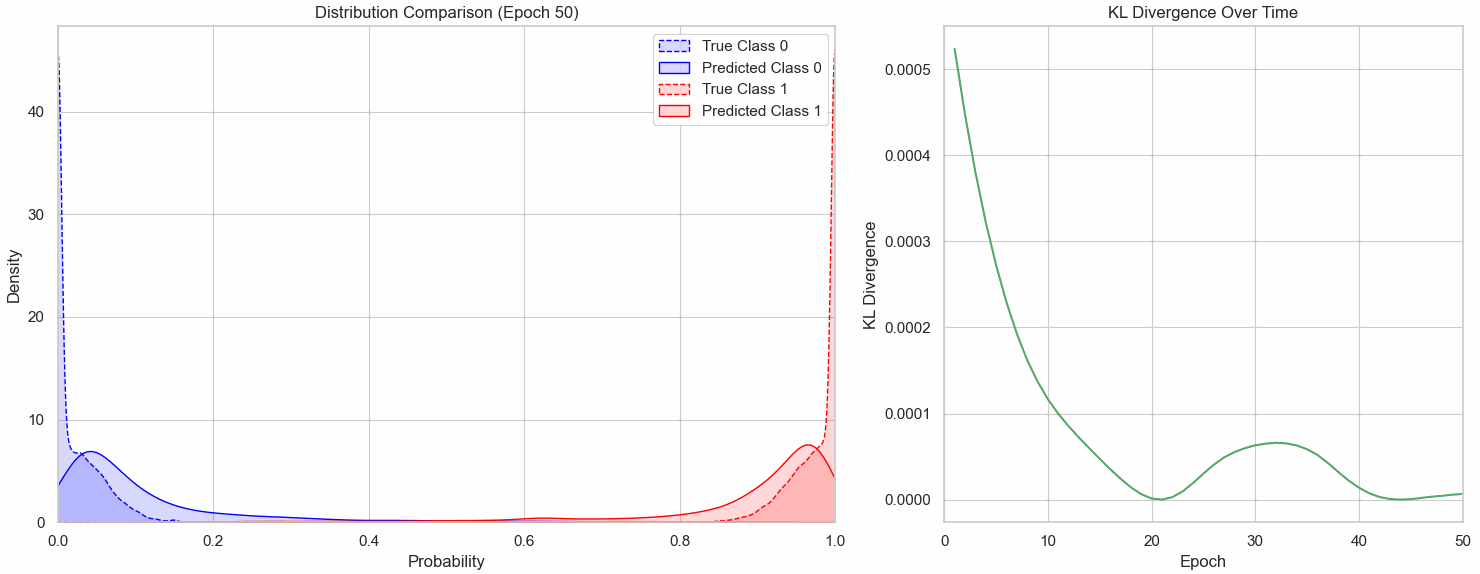 Distribution Comparison (Epoch 50)
True Class 0
Predicted Class 0
True Class 1
Predicted Class 1
Density
40
30
20
10
0
0.0 0.2 0.4 0.6 0.8 1.0
Probability
KL Divergence Over Time
KL Divergence
0.0005
0.0004
0.0003
0.0002
0.0001
0.0000
0 10 20 30 40 50
Epoch